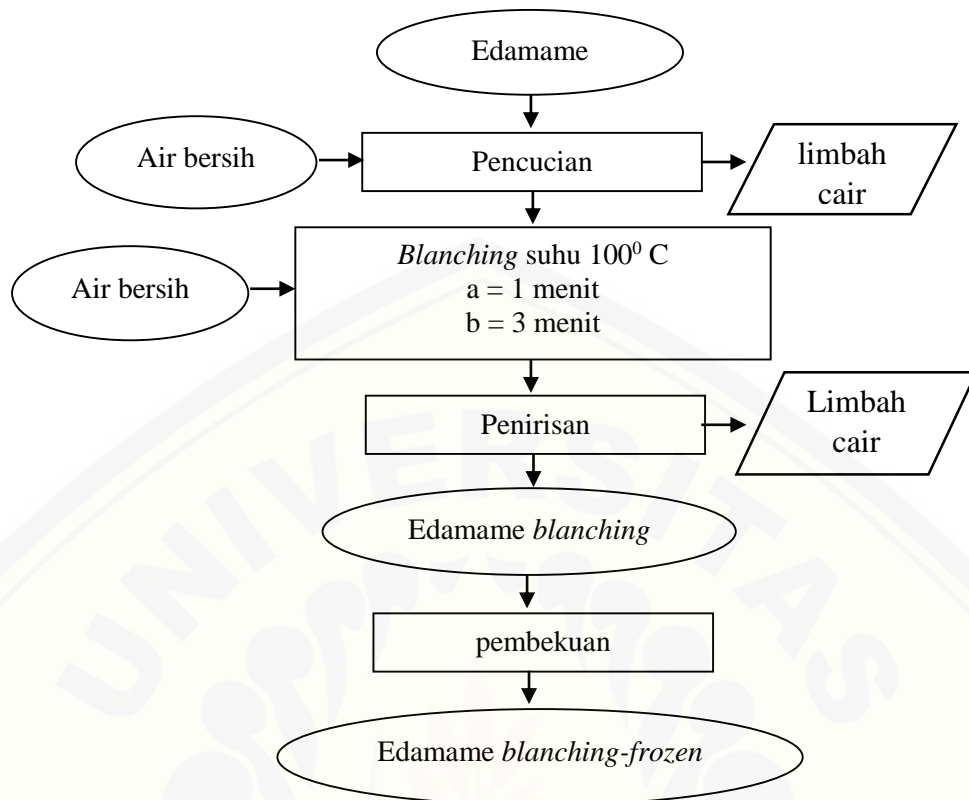 Edamame
Air bersih
Pencucian
limbah
cair
Air bersih
Blanching suhu 100⁰ C
a = 1 menit
b = 3 menit
Penirisan
Limbah
cair
Edamame blanching
pembekuan
Edamame blanching-frozen
UNIVERSITAS